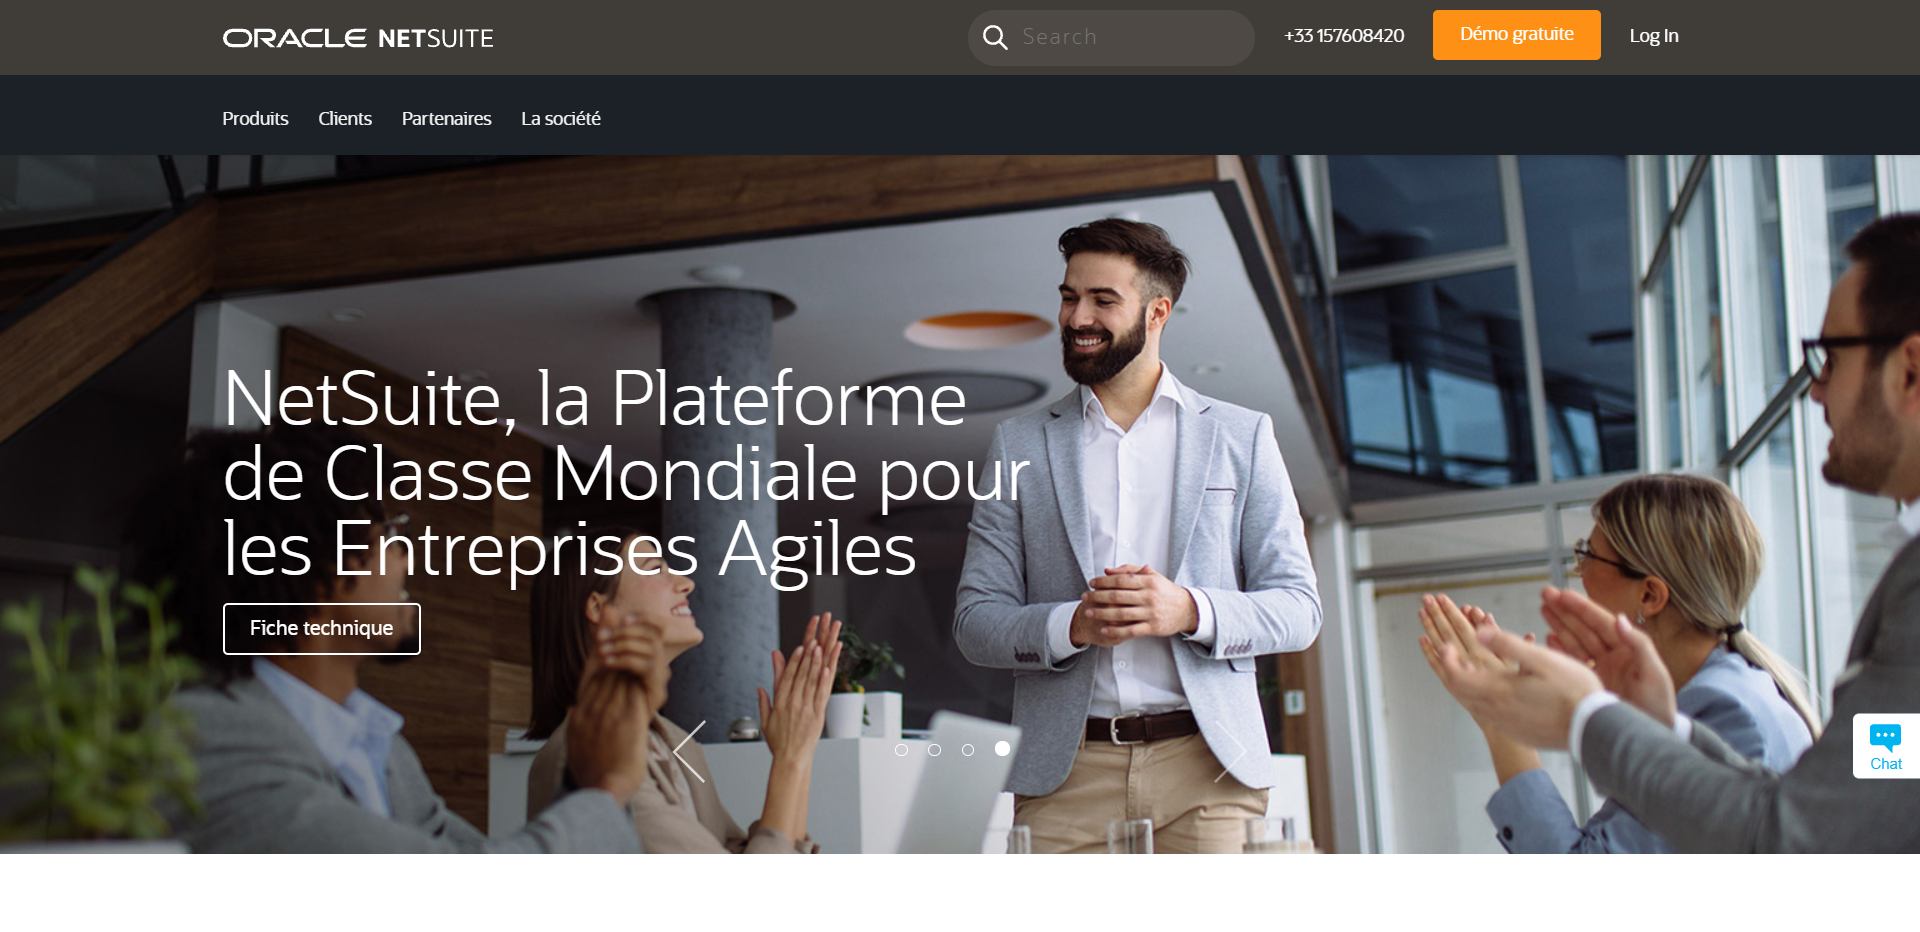 ORACLE NETSUITE
Search
+33 157608420
Démo gratuite
Log In
Produits
Clients
Partenaires
La société
NetSuite, la Plateforme
de Classe Mondiale pour
les Entreprises Agiles
Fiche technique
Chat